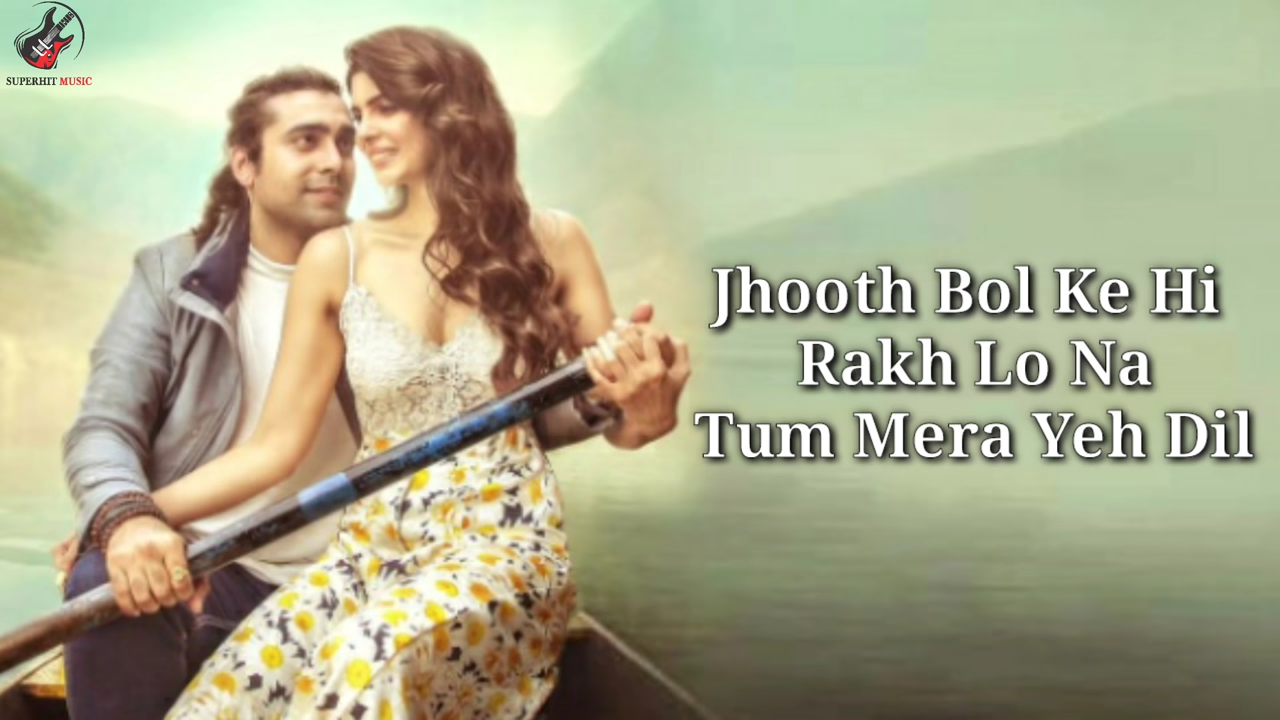 SUPERHIT MUSIC
Jhooth Bol Ke Hi
Rakh Lo Na
Tum Mera Yeh Dil